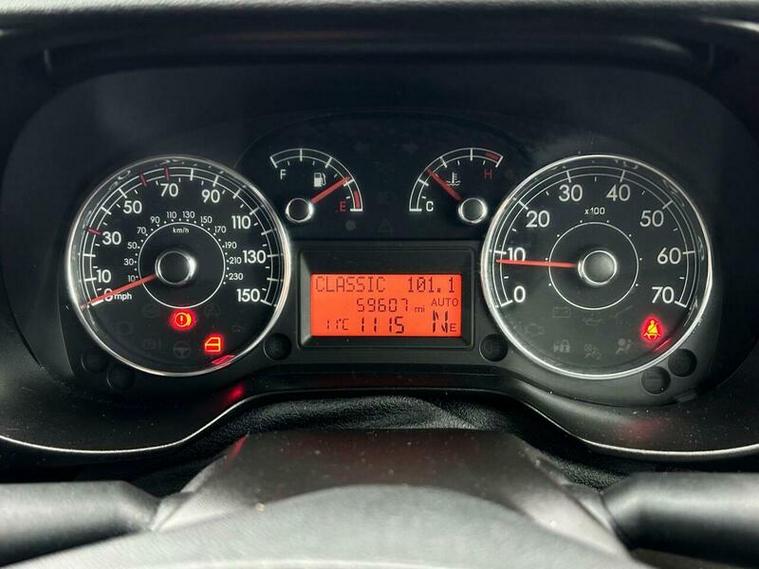 F E
C H
0 mph 10 30 50 70 90 110 130 150
km/h
10 30 50 70 90 110 130 150 170 190 210 230
CLASSIC 101.1
59607 mi AUTO
11°C 1115 N E
0 10 20 30 40 50 60 70
x100